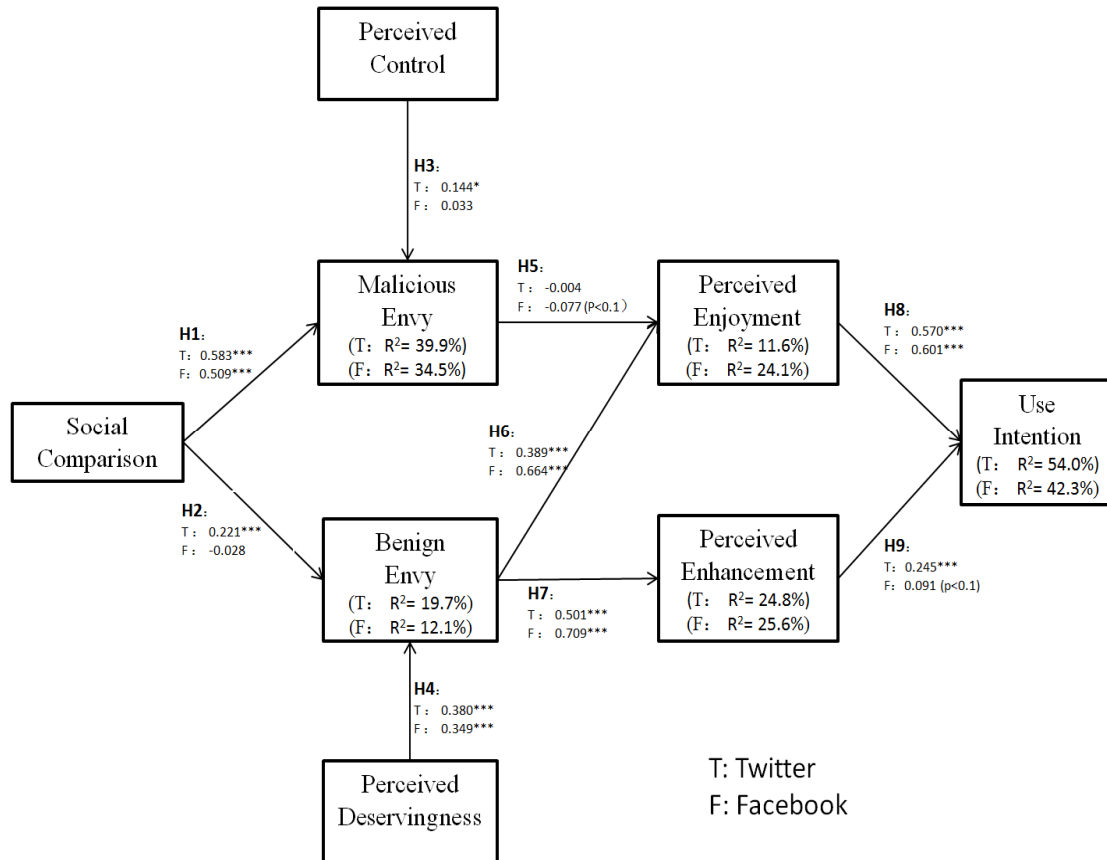 Perceived
Control
H3：
T： 0.144*
F： 0.033
Malicious
Envy
(T： R²= 39.9%)
(F： R²= 34.5%)
H5：
T： -0.004
F： -0.077 (P<0.1)
Perceived
Enjoyment
(T： R²= 11.6%)
(F： R²= 24.1%)
H8：
T： 0.570***
F： 0.601***
H1：
T： 0.583***
F： 0.509***
Social
Comparison
H6：
T： 0.389***
F： 0.664***
Use
Intention
(T： R²= 54.0%)
(F： R²= 42.3%)
H2：
T： 0.221***
F： -0.028
Benign
Envy
(T： R²= 19.7%)
(F： R²= 12.1%)
H7：
T： 0.501***
F： 0.709***
Perceived
Enhancement
(T： R²= 24.8%)
(F： R²= 25.6%)
H9：
T： 0.245***
F： 0.091 (p<0.1)
H4：
T： 0.380***
F： 0.349***
Perceived
Deservingness
T: Twitter
F: Facebook